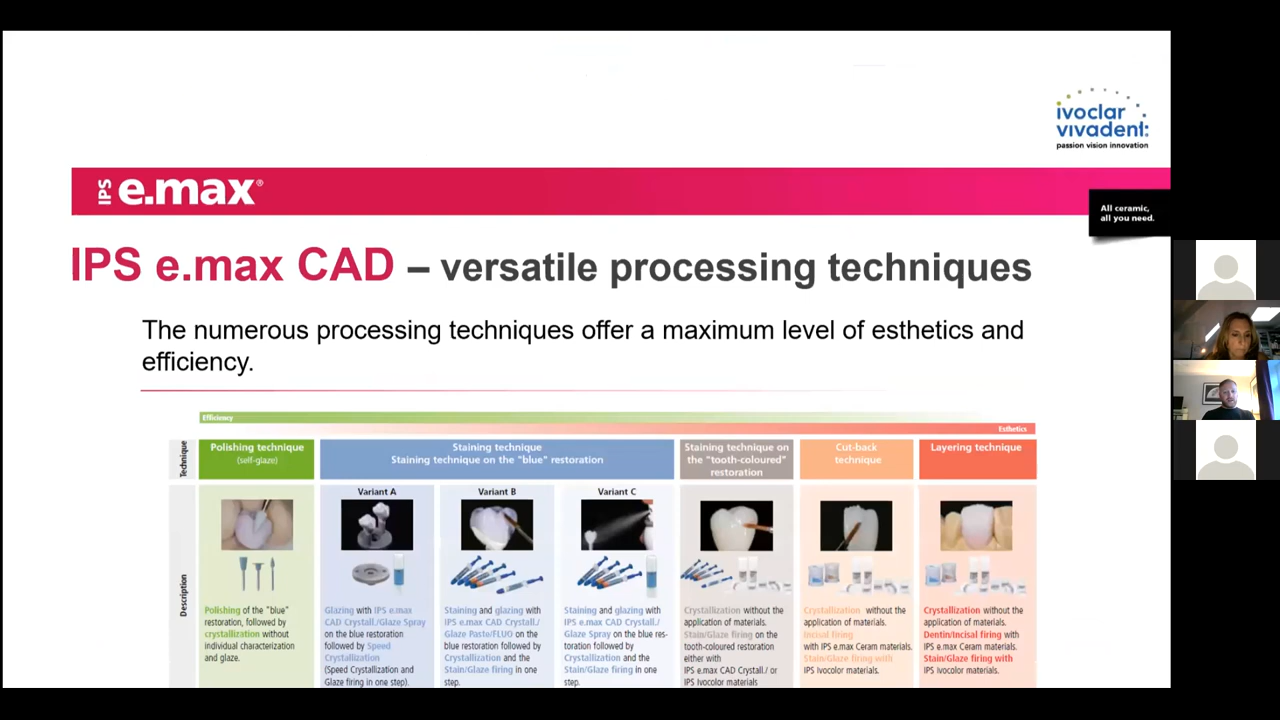 ivoclar
vivadent:
passion vision innovation
IPS e.max®
All ceramic,
all you need.
IPS e.max CAD – versatile processing techniques
The numerous processing techniques offer a maximum level of esthetics and
efficiency.
Efficiency
Esthetics
Technique
Polishing technique
(self-glaze)
Staining technique
Staining technique on the "blue" restoration
Staining technique on
the "tooth-coloured"
restoration
Cut-back
technique
Layering technique
Description
Variant A
Variant B
Variant C
Polishing of the "blue"
restoration, followed by
crystallization without
individual characterization
and glaze.
Glazing with IPS e.max
CAD Crystall./Glaze Spray
on the blue restoration
followed by Speed
Crystallization
(Speed Crystallization and
Glaze firing in one step).
Staining and glazing with
IPS e.max CAD Crystall./
Glaze Paste/FLUO on the
blue restoration followed by
Crystallization and the
Stain/Glaze firing in one
step.
Staining and glazing with
IPS e.max CAD Crystall./
Glaze Spray on the blue res-
toration followed by
Crystallization and the
Stain/Glaze firing in one
step.
Crystallization without the
application of materials.
Stain/Glaze firing on the
tooth-coloured restoration
either with
IPS e.max CAD Crystall./ or
IPS Ivocolor materials
Crystallization without the
application of materials.
Incisal firing
with IPS e.max Ceram materials.
Stain/Glaze firing with
IPS Ivocolor materials.
Crystallization without the
application of materials.
Dentin/Incisal firing with
IPS e.max Ceram materials.
Stain/Glaze firing with
IPS Ivocolor materials.